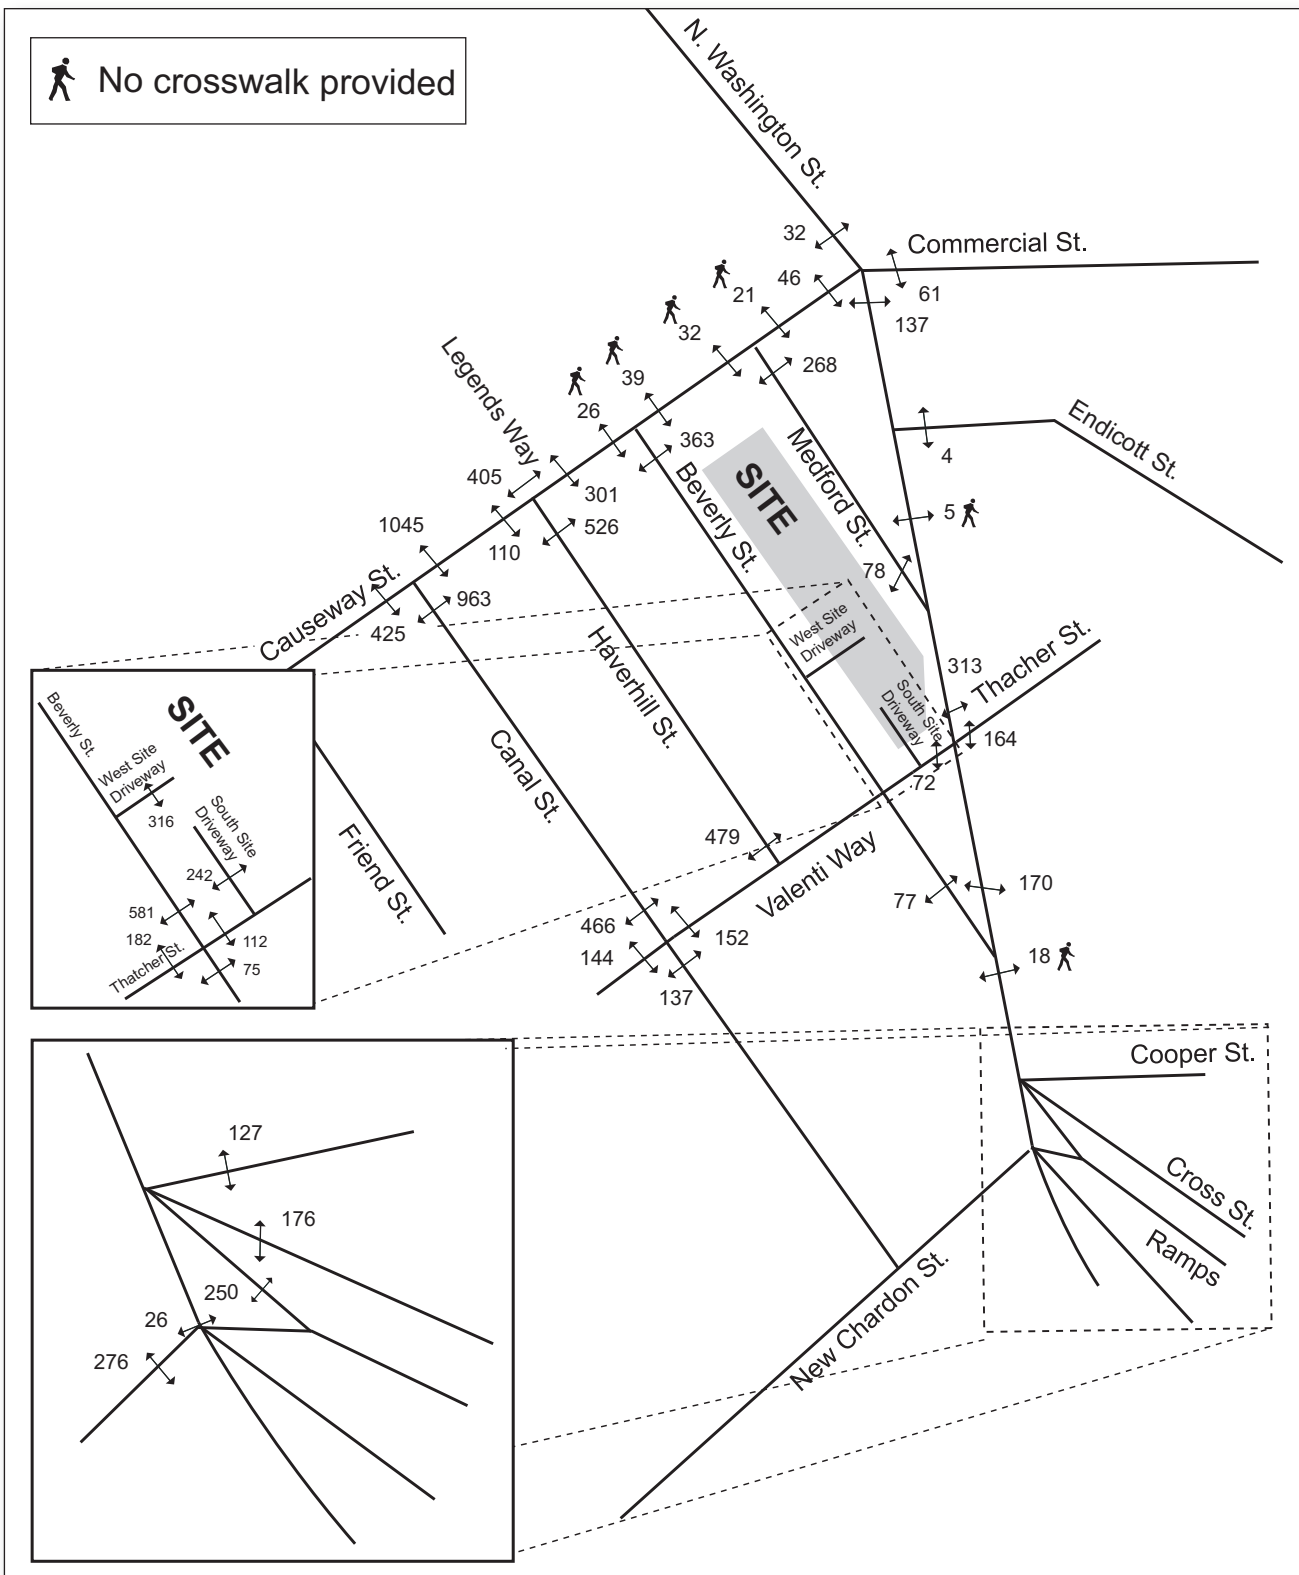 No crosswalk provided
N. Washington St.
32
Commercial St.
46
61
137
21
32
268
39
26
Legends Way
363
405
301
526
1045
110
Causeway St.
963
425
Endicott St.
4
5
Medford St.
78
SITE
Beverly St.
West Site
Driveway
South Site
Driveway
313
Thacher St.
164
72
Haverhill St.
Canal St.
Friend St.
479
Valenti Way
77
170
466
152
144
137
18
Beverly St.
SITE
West Site
Driveway
316
South Site
Driveway
242
581
182
112
Thatcher St.
75
Cooper St.
Cross St.
Ramps
New Chardon St.
127
176
250
26
276